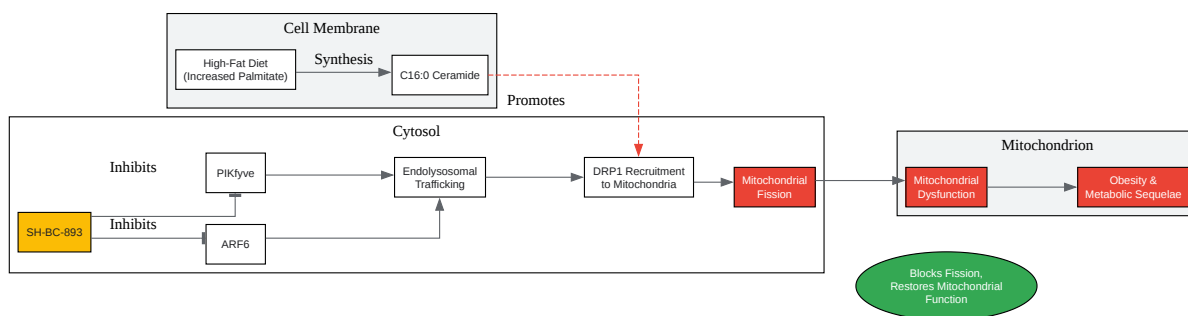 Cell Membrane
High-Fat Diet
(Increased Palmitate)
Synthesis
C16:0 Ceramide
Promotes
Cytosol
Inhibits
PIKfyve
Endolysosomal
Trafficking
DRP1 Recruitment
to Mitochondria
Mitochondrial
Fission
SH-BC-893
Inhibits
ARF6
Mitochondrion
Mitochondrial
Dysfunction
Obesity &
Metabolic Sequelae
Blocks Fission,
Restores Mitochondrial
Function